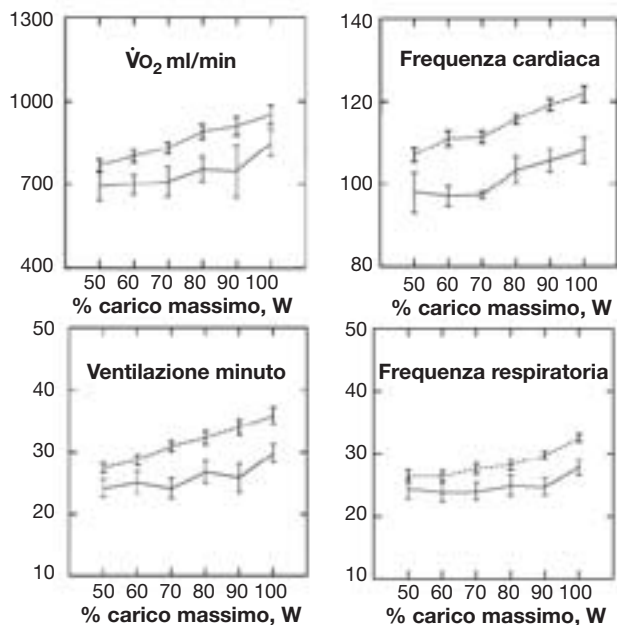 V̇O₂ ml/min
1300
1000
700
400
50 60 70 80 90 100
% carico massimo, W
Frequenza cardiaca
140
120
100
80
50 60 70 80 90 100
% carico massimo, W
Ventilazione minuto
50
40
30
20
10
50 60 70 80 90 100
% carico massimo, W
Frequenza respiratoria
50
40
30
20
10
50 60 70 80 90 100
% carico massimo, W